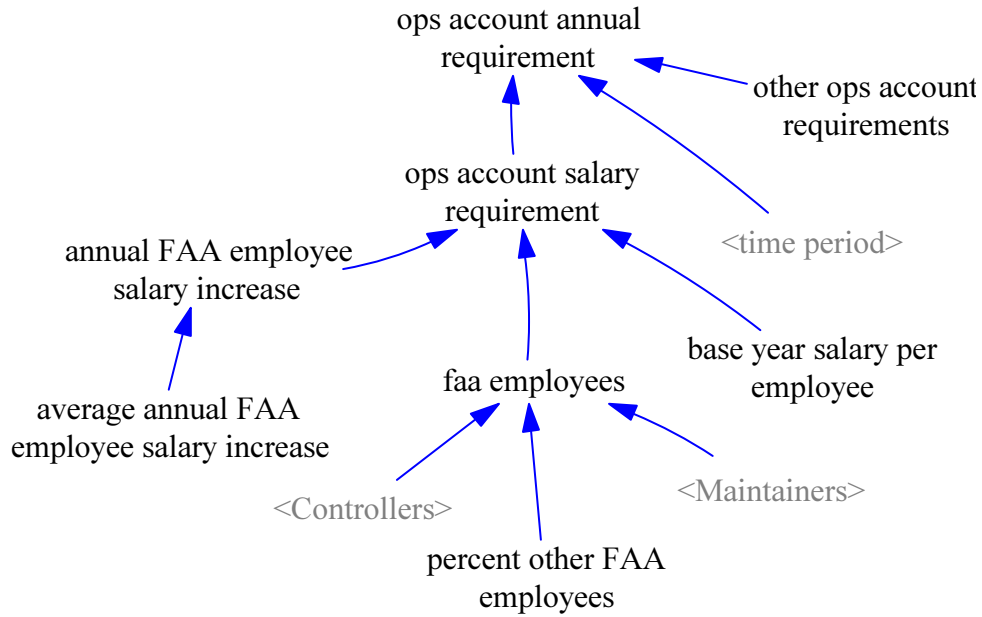 ops account annual
requirement
other ops account
requirements
ops account salary
requirement
<time period>
annual FAA employee
salary increase
base year salary per
employee
faa employees
average annual FAA
employee salary increase
<Controllers>
<Maintainers>
percent other FAA
employees